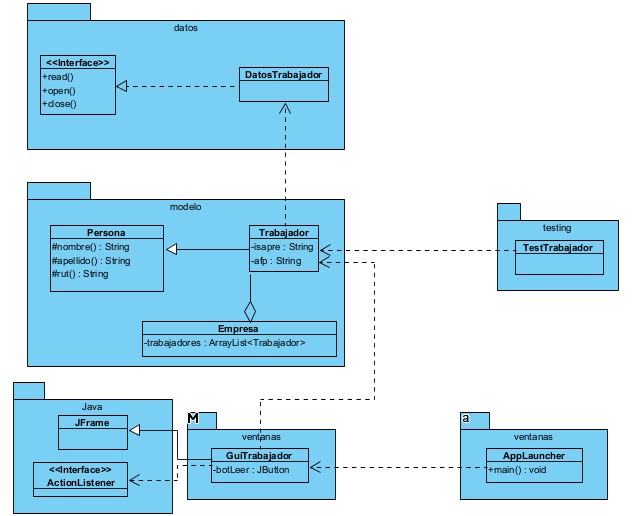 datos
<<Interface>>
+read()
+open()
+close()
DatosTrabajador
modelo
Persona
#nombre() : String
#apellido() : String
#rut() : String
Trabajador
-isapre : String
-afp : String
Empresa
-trabajadores : ArrayList<Trabajador>
testing
TestTrabajador
Java
JFrame
<<Interface>>
ActionListener
M
ventanas
GuiTrabajador
-botLeer : JButton
a
ventanas
AppLauncher
+main() : void